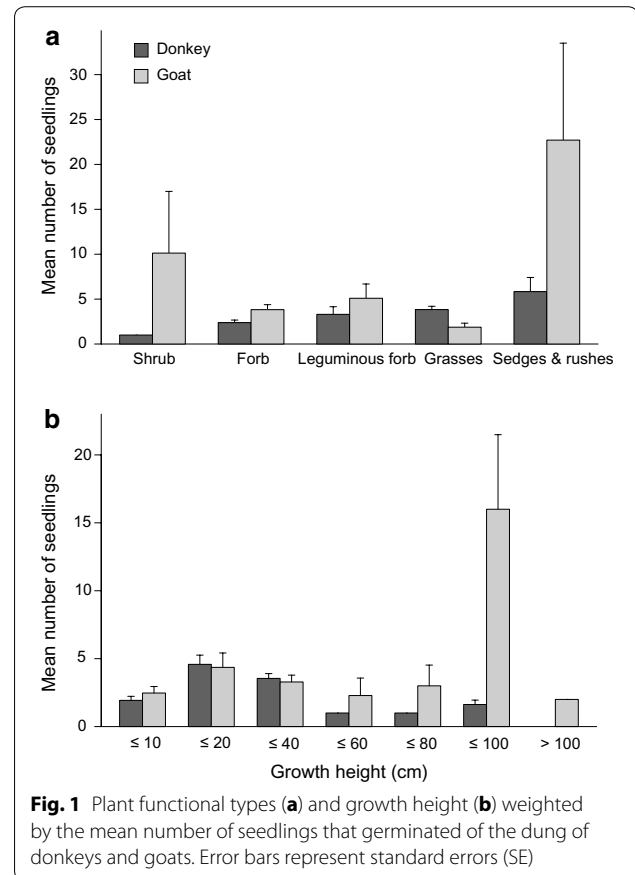 a
Donkey
Goat
Mean number of seedlings
30
25
20
15
10
5
0
Shrub Forb Leguminous forb Grasses Sedges & rushes
b
Mean number of seedlings
20
15
10
5
0
≤ 10 ≤ 20 ≤ 40 ≤ 60 ≤ 80 ≤ 100 > 100
Growth height (cm)
Fig. 1 Plant functional types (a) and growth height (b) weighted
by the mean number of seedlings that germinated of the dung of
donkeys and goats. Error bars represent standard errors (SE)